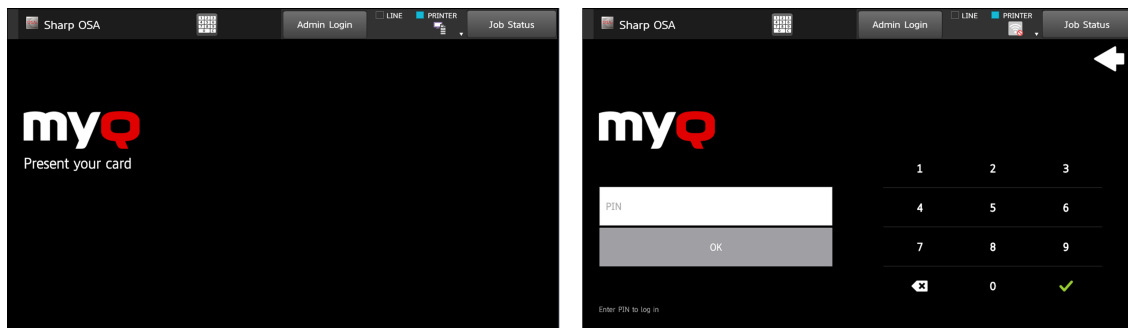 Sharp OSA
Admin Login
LINE
PRINTER
Job Status
myQ
Present your card
Sharp OSA
Admin Login
LINE
PRINTER
Job Status
myQ
1 2 3
PIN
4 5 6
OK
7 8 9
0
Enter PIN to log in